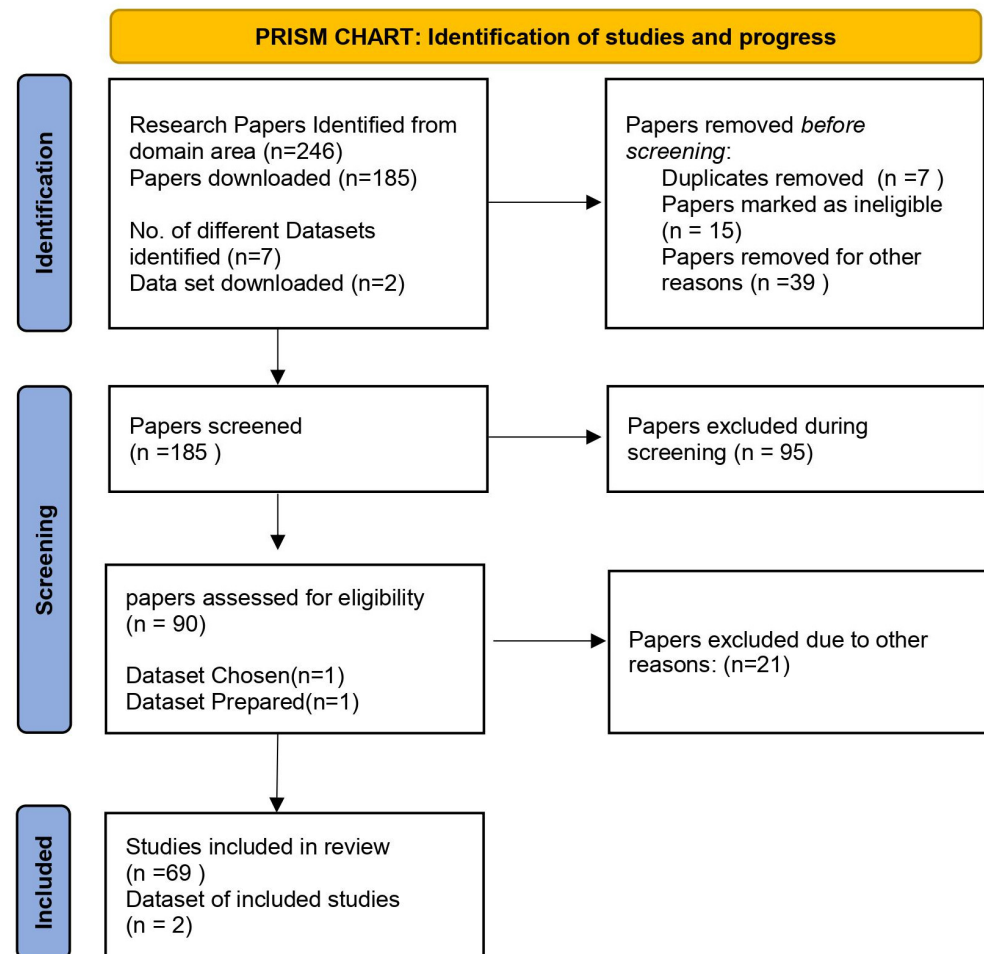 PRISM CHART: Identification of studies and progress
Identification
Research Papers Identified from
domain area (n=246)
Papers downloaded (n=185)
No. of different Datasets
identified (n=7)
Data set downloaded (n=2)
Papers removed before
screening:
Duplicates removed (n =7 )
Papers marked as ineligible
(n = 15)
Papers removed for other
reasons (n =39 )
Screening
Papers screened
(n =185 )
Papers excluded during
screening (n = 95)
papers assessed for eligibility
(n = 90)
Dataset Chosen(n=1)
Dataset Prepared(n=1)
Papers excluded due to other
reasons: (n=21)
Included
Studies included in review
(n =69 )
Dataset of included studies
(n = 2)